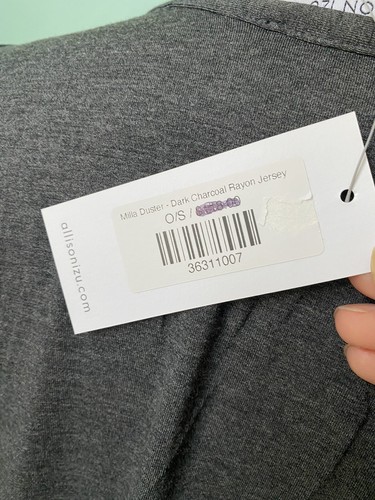 Milla Duster - Dark Charcoal Rayon Jersey
O/S /
36311007
allisonizu.com